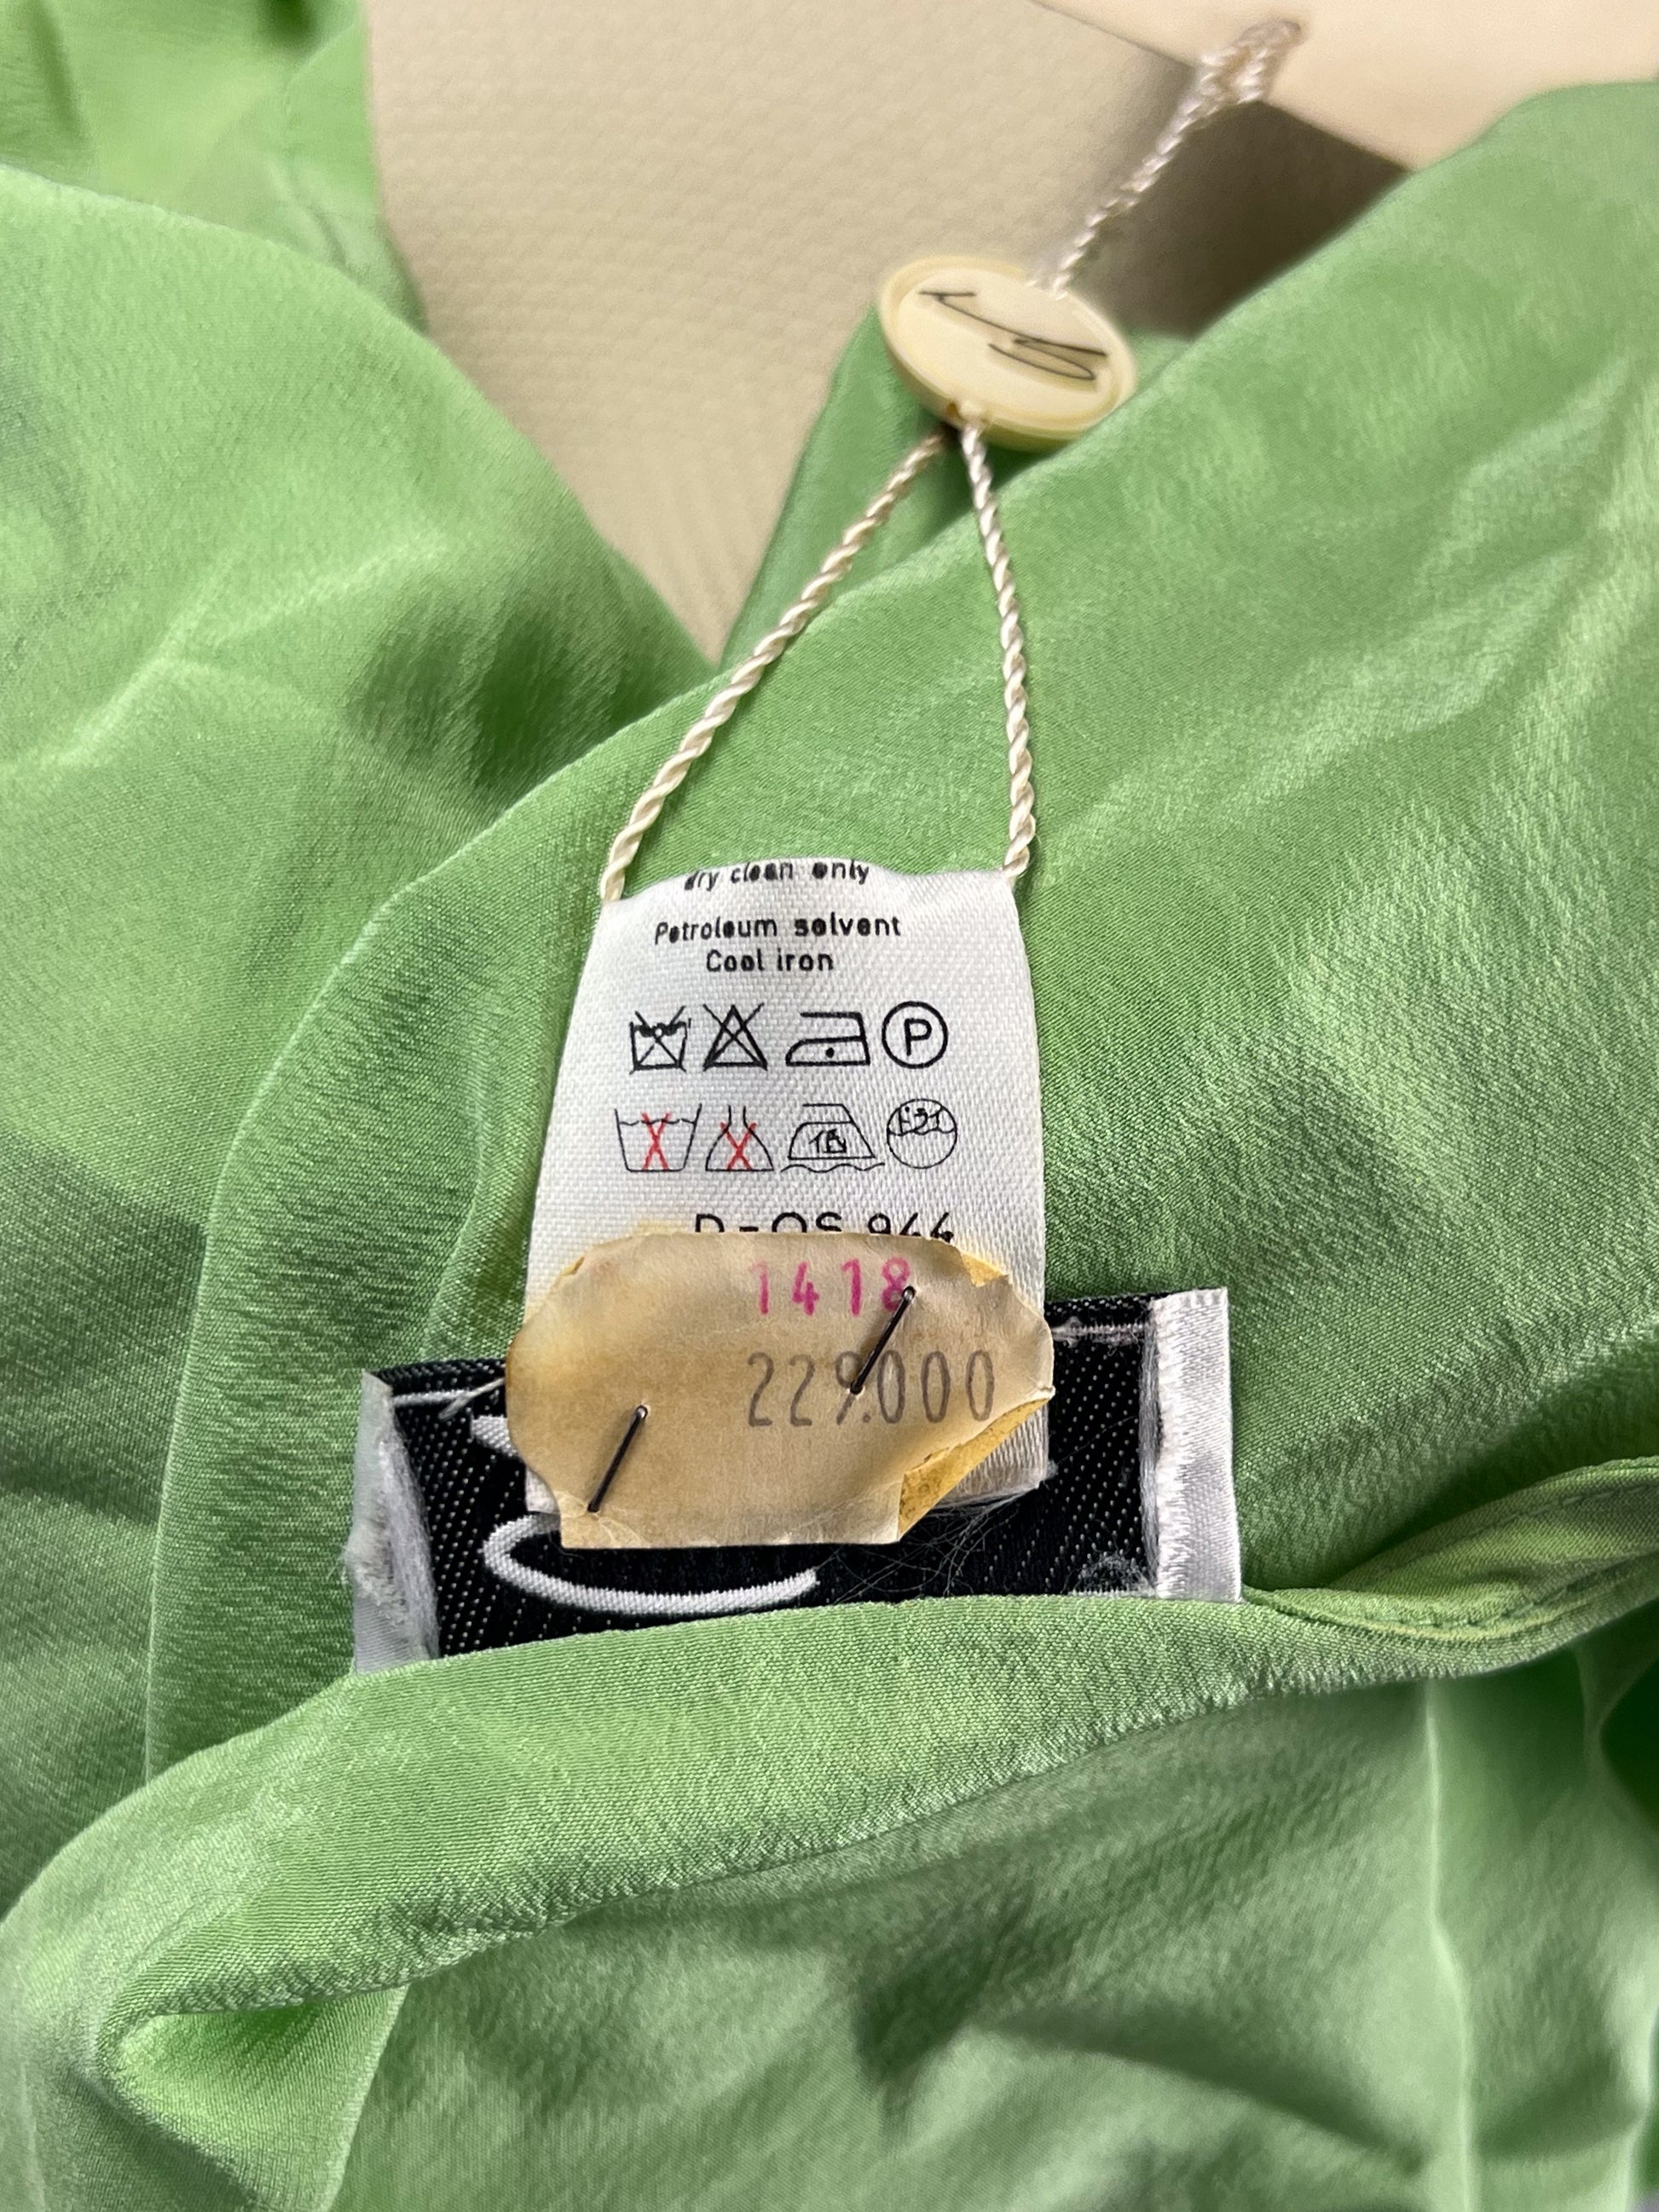 dry clean only
Petroleum solvent
Cool iron
P
1418
229.000